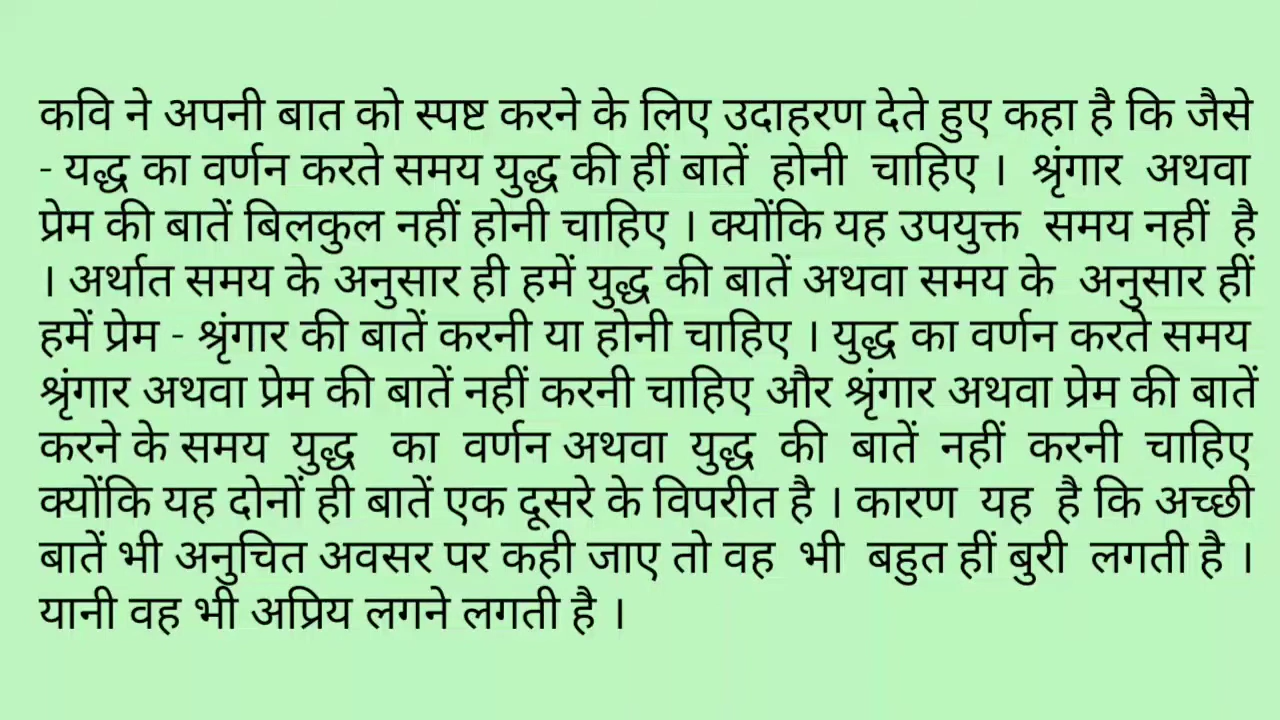 कवि ने अपनी बात को स्पष्ट करने के लिए उदाहरण देते हुए कहा है कि जैसे
- यद्ध का वर्णन करते समय युद्ध की हीं बातें होनी चाहिए । श्रृंगार अथवा
प्रेम की बातें बिलकुल नहीं होनी चाहिए । क्योंकि यह उपयुक्त समय नहीं है
। अर्थात समय के अनुसार ही हमें युद्ध की बातें अथवा समय के अनुसार हीं
हमें प्रेम - श्रृंगार की बातें करनी या होनी चाहिए । युद्ध का वर्णन करते समय
श्रृंगार अथवा प्रेम की बातें नहीं करनी चाहिए और श्रृंगार अथवा प्रेम की बातें
करने के समय युद्ध का वर्णन अथवा युद्ध की बातें नहीं करनी चाहिए
क्योंकि यह दोनों ही बातें एक दूसरे के विपरीत है । कारण यह है कि अच्छी
बातें भी अनुचित अवसर पर कही जाए तो वह भी बहुत हीं बुरी लगती है ।
यानी वह भी अप्रिय लगने लगती है ।